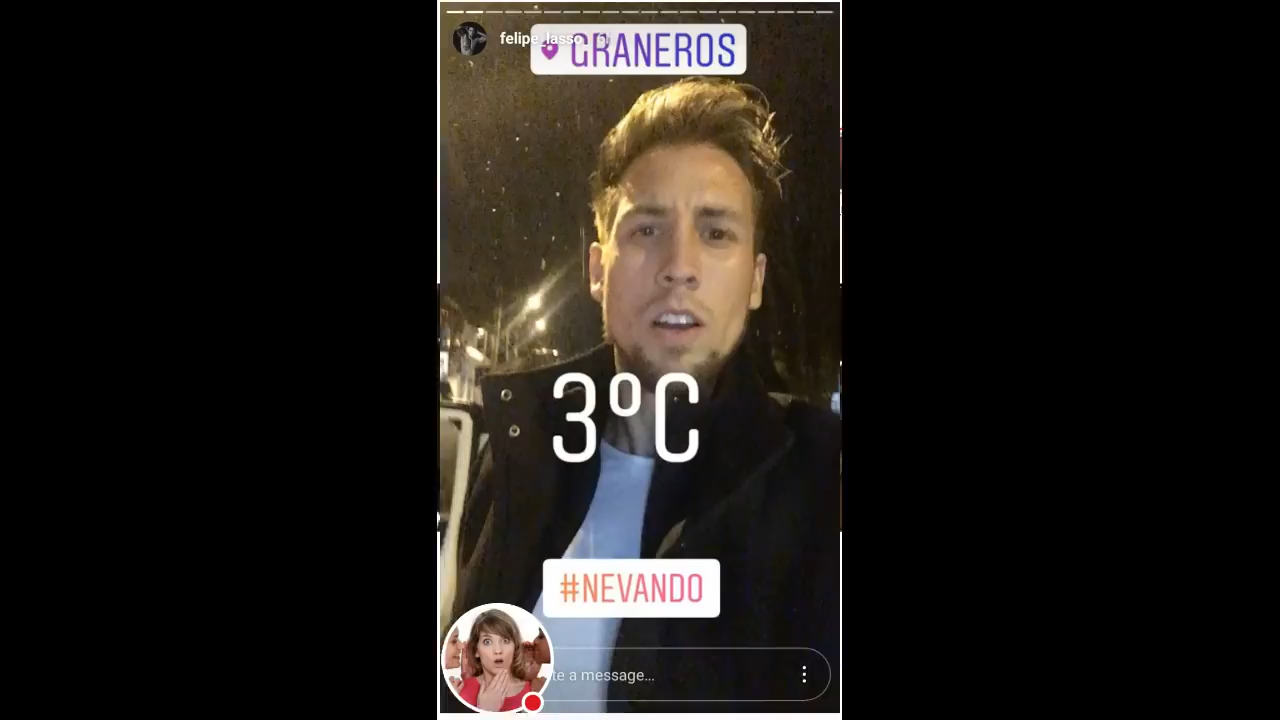 felipe_lasso
GRANEROS
3°C
#NEVANDO
te a message...